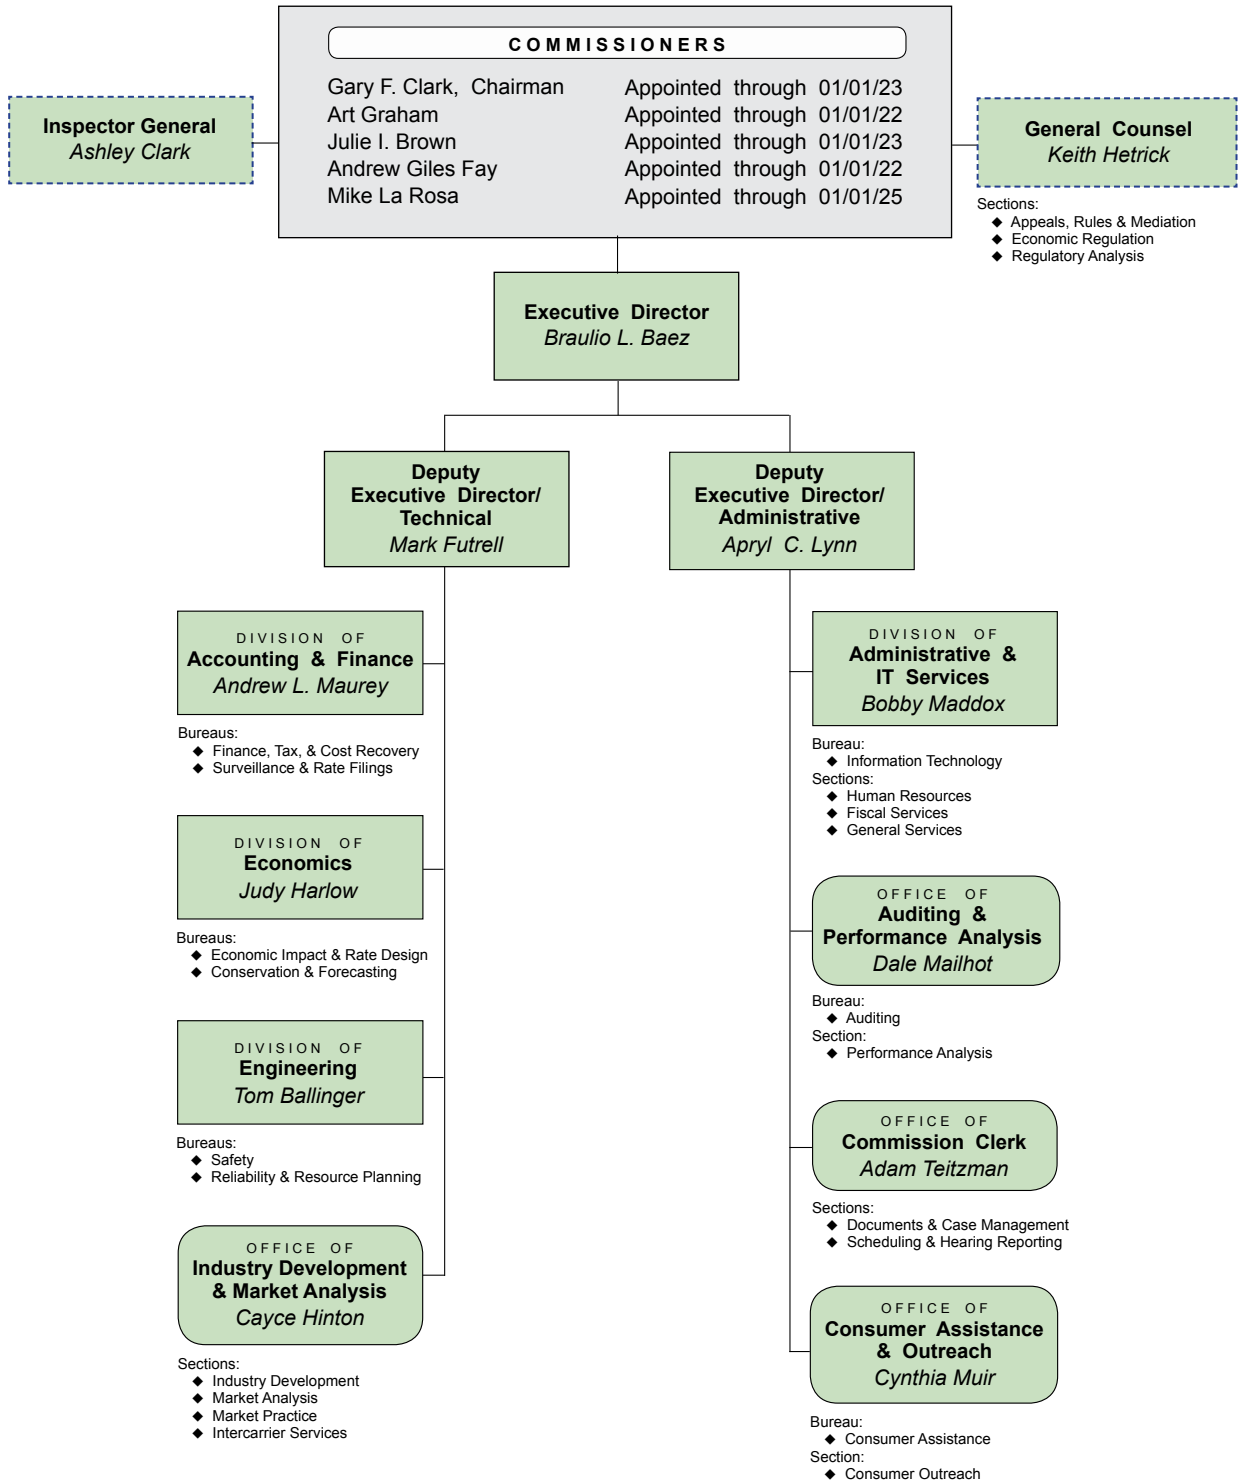 COMMISSIONERS
Gary F. Clark, Chairman Appointed through 01/01/23
Art Graham Appointed through 01/01/22
Julie I. Brown Appointed through 01/01/23
Andrew Giles Fay Appointed through 01/01/22
Mike La Rosa Appointed through 01/01/25
Inspector General
Ashley Clark
General Counsel
Keith Hetrick
Sections:
◆ Appeals, Rules & Mediation
◆ Economic Regulation
◆ Regulatory Analysis
Executive Director
Braulio L. Baez
Deputy
Executive Director/
Technical
Mark Futrell
Deputy
Executive Director/
Administrative
Apryl C. Lynn
DIVISION OF
Accounting & Finance
Andrew L. Maurey
Bureaus:
◆ Finance, Tax, & Cost Recovery
◆ Surveillance & Rate Filings
DIVISION OF
Economics
Judy Harlow
Bureaus:
◆ Economic Impact & Rate Design
◆ Conservation & Forecasting
DIVISION OF
Engineering
Tom Ballinger
Bureaus:
◆ Safety
◆ Reliability & Resource Planning
OFFICE OF
Industry Development
& Market Analysis
Cayce Hinton
Sections:
◆ Industry Development
◆ Market Analysis
◆ Market Practice
◆ Intercarrier Services
DIVISION OF
Administrative &
IT Services
Bobby Maddox
Bureau:
◆ Information Technology
Sections:
◆ Human Resources
◆ Fiscal Services
◆ General Services
OFFICE OF
Auditing &
Performance Analysis
Dale Mailhot
Bureau:
◆ Auditing
Section:
◆ Performance Analysis
OFFICE OF
Commission Clerk
Adam Teitzman
Sections:
◆ Documents & Case Management
◆ Scheduling & Hearing Reporting
OFFICE OF
Consumer Assistance
& Outreach
Cynthia Muir
Bureau:
◆ Consumer Assistance
Section:
◆ Consumer Outreach